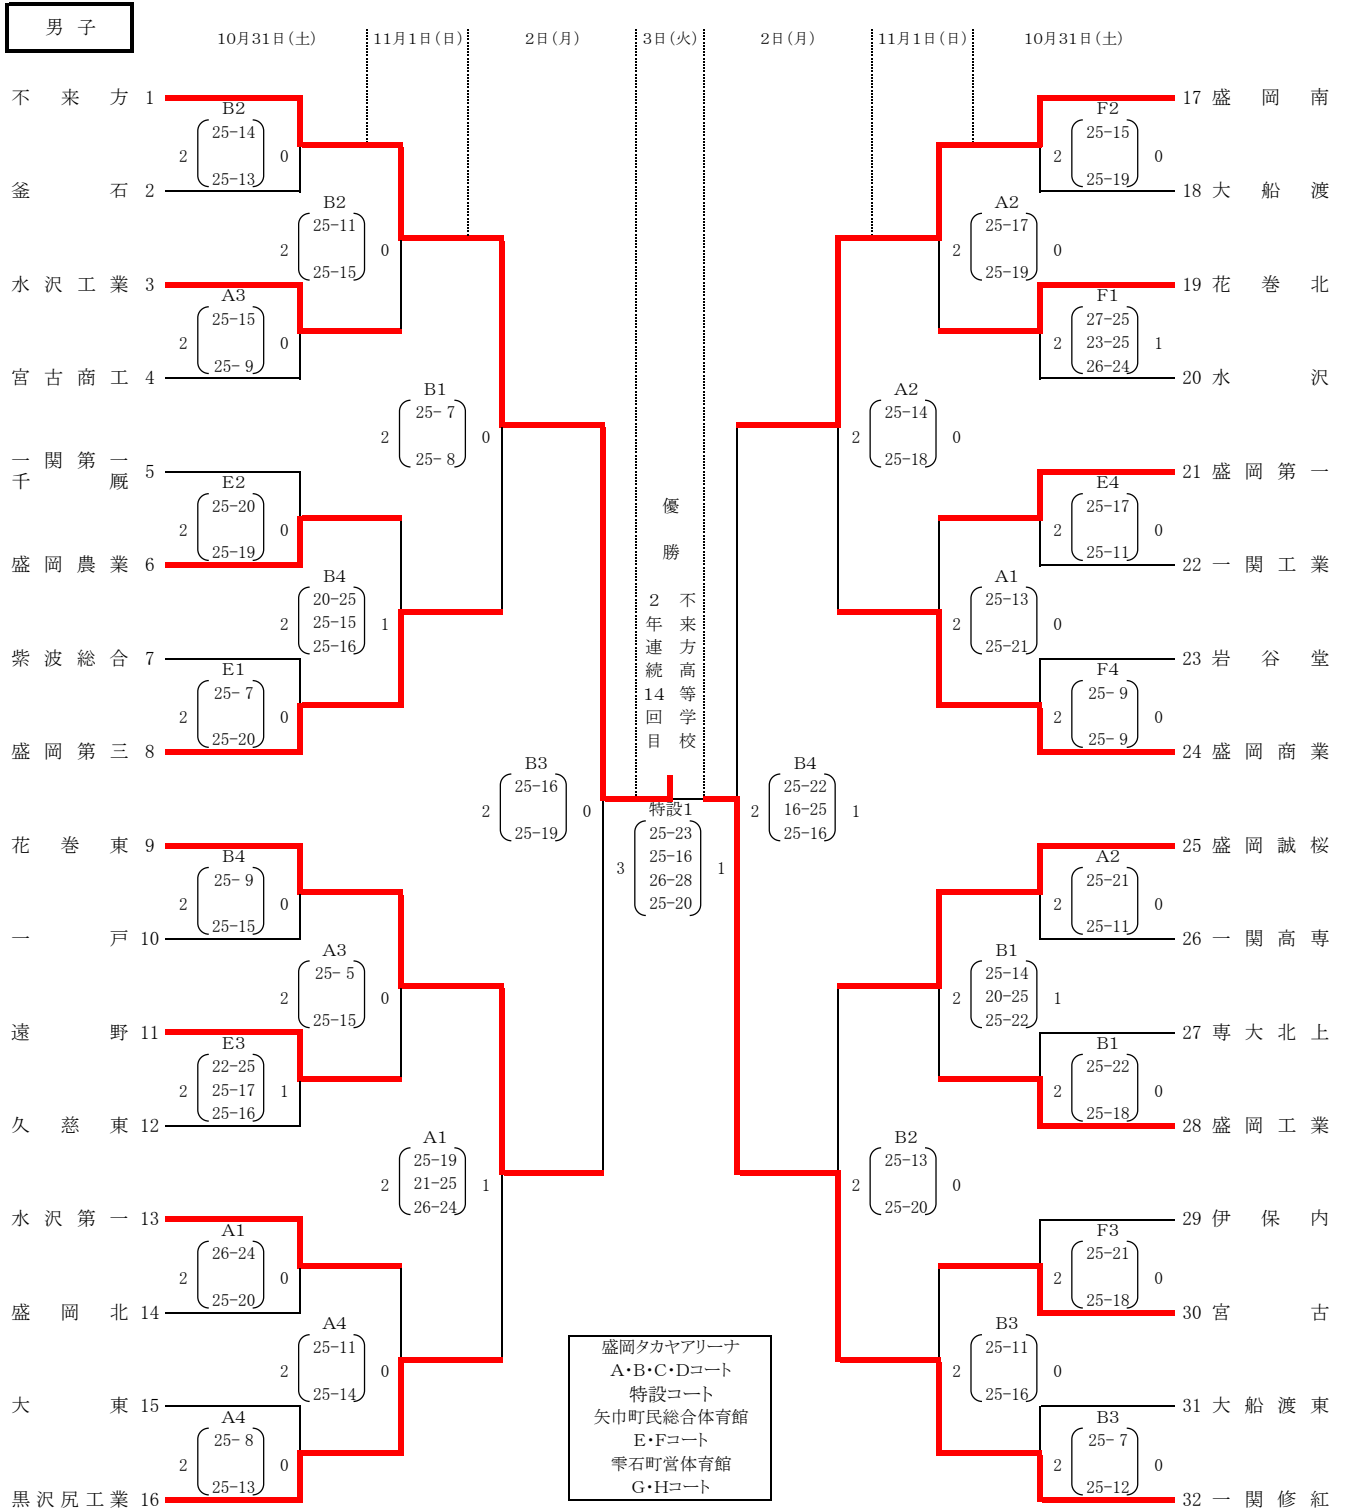 男子
10月31日(土) 11月1日(日) 2日(月) 3日(火) 2日(月) 11月1日(日) 10月31日(土)
不来方 1
B2
25-14
2 0
25-13
釜石 2
B2
25-11
2 0
25-15
水沢工業 3
A3
25-15
2 0
25- 9
宮古商工 4
B1
25- 7
2 0
25- 8
一関第一
千厩 5
E2
25-20
2 0
25-19
盛岡農業 6
B4
20-25
2 25-15 1
25-16
紫波総合 7
E1
25- 7
2 0
25-20
盛岡第三 8
B3
25-16
2 0
25-19
花巻東 9
B4
25- 9
2 0
25-15
一戸 10
A3
25- 5
2 0
25-15
遠野 11
E3
22-25
2 25-17 1
25-16
久慈東 12
A1
25-19
2 21-25 1
26-24
水沢第一 13
A1
26-24
2 0
25-20
盛岡北 14
A4
25-11
2 0
25-14
大東 15
A4
25- 8
2 0
25-13
黒沢尻工業 16
優勝
不来方高等学校
2年連続14回目
特設1
25-23
25-16
3 1
26-28
25-20
17 盛岡南
F2
25-15
2 0
25-19
18 大船渡
A2
25-17
2 0
25-19
19 花巻北
F1
27-25
2 23-25 1
26-24
20 水沢
A2
25-14
2 0
25-18
21 盛岡第一
E4
25-17
2 0
25-11
22 一関工業
A1
25-13
2 0
25-21
23 岩谷堂
F4
25- 9
2 0
25- 9
24 盛岡商業
B4
25-22
2 16-25 1
25-16
25 盛岡誠桜
A2
25-21
2 0
25-11
26 一関高専
B1
25-14
2 20-25 1
25-22
27 専大北上
B1
25-22
2 0
25-18
28 盛岡工業
B2
25-13
2 0
25-20
29 伊保内
F3
25-21
2 0
25-18
30 宮古
B3
25-11
2 0
25-16
31 大船渡東
B3
25- 7
2 0
25-12
32 一関修紅
盛岡タカヤアリーナ
A・B・C・Dコート
特設コート
矢巾町民総合体育館
E・Fコート
雫石町営体育館
G・Hコート